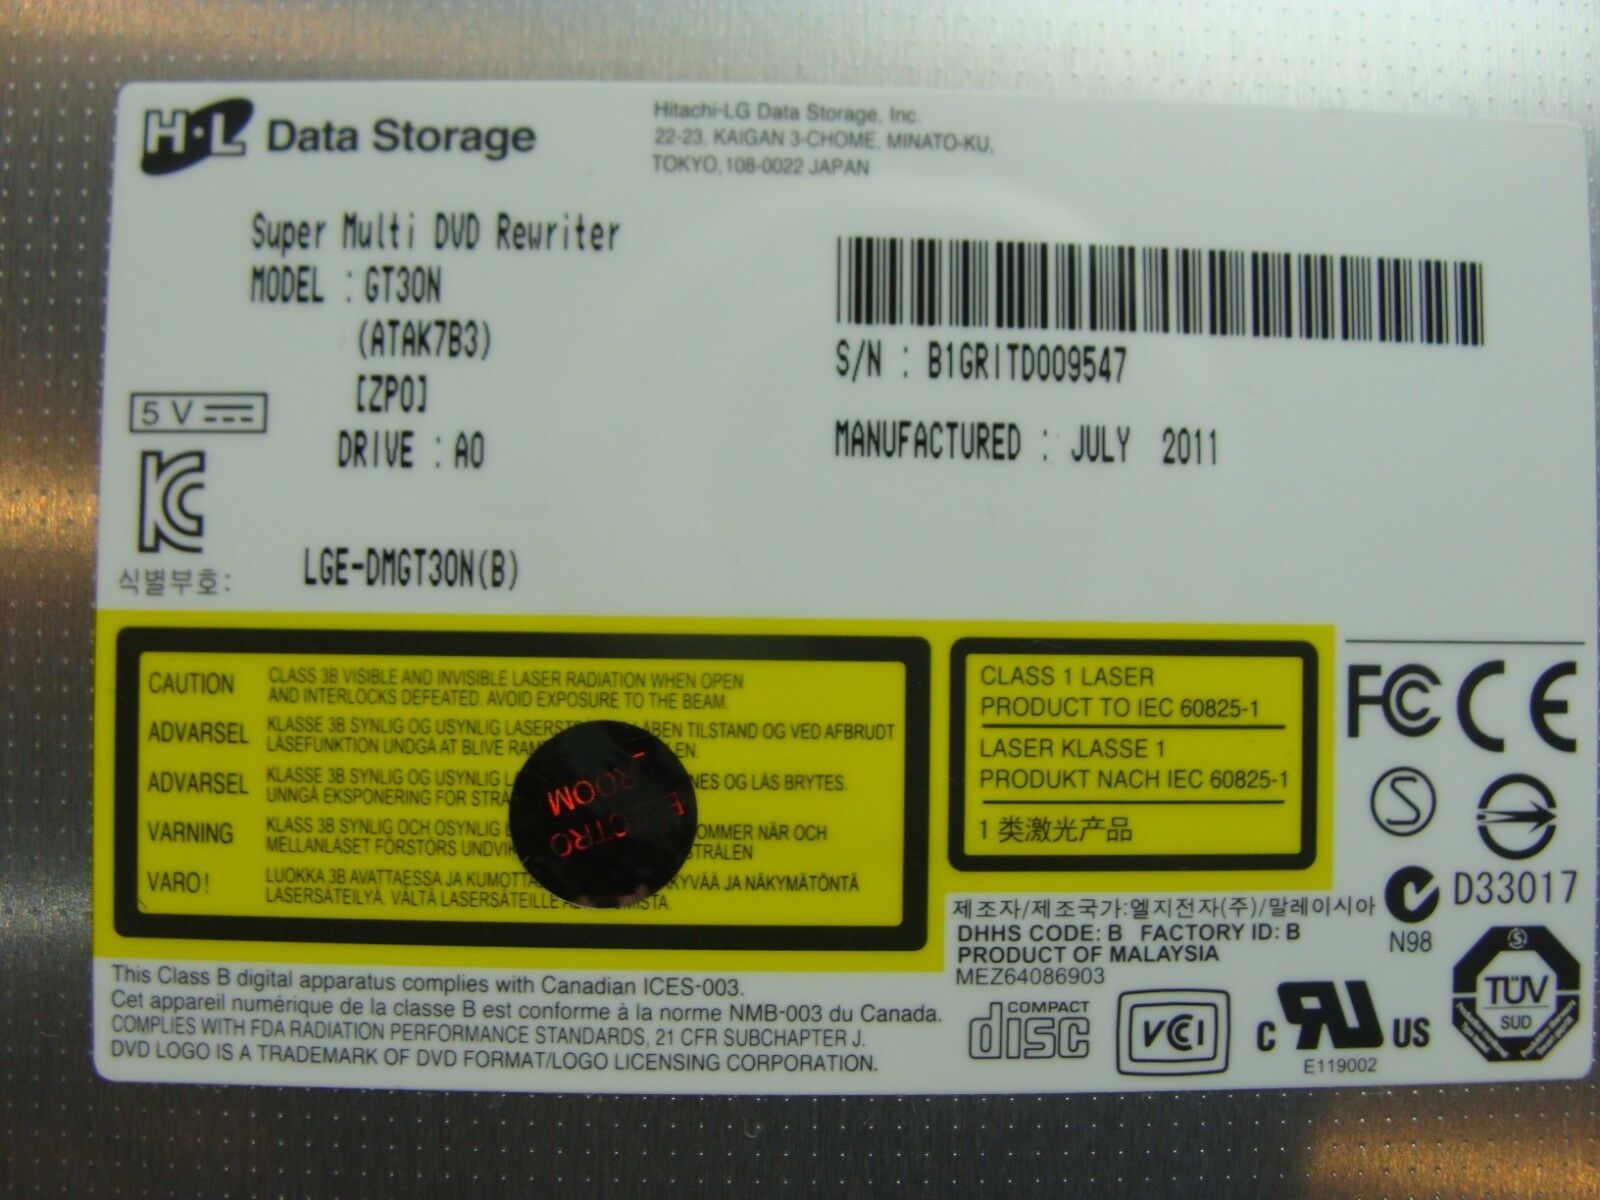 H·L Data Storage
Hitachi-LG Data Storage, Inc.
22-23, KAIGAN 3-CHOME, MINATO-KU,
TOKYO, 108-0022 JAPAN
Super Multi DVD Rewriter
MODEL : GT30N
(ATAK7B3)
[ZP0]
DRIVE : A0
5 V
S/N : B1GRITD009547
MANUFACTURED : JULY 2011
식별부호:
LGE-DMGT30N(B)
CAUTION CLASS 3B VISIBLE AND INVISIBLE LASER RADIATION WHEN OPEN
AND INTERLOCKS DEFEATED. AVOID EXPOSURE TO THE BEAM.
ADVARSEL KLASSE 3B SYNLIG OG USYNLIG TILSTAND OG VED AFBRUDT
LÅSEFUNKTION UNDGÅ AT BLIVE
ADVARSEL KLASSE 3B SYNLIG OG USYNLIG OG LÅS BRYTES.
UNNGÅ EKSPONERING FOR
VARNING KLASS 3B SYNLIG OCH OSYNLIG NÄR OCH
MELLANLÄSET FÖRSTÖRS
VARO! LUOKKA 3B AVATTAESSA JA JA NÄKYMÄTÖNTÄ
LASERSÄTEILYÄ. VÄLTÄ LASERSÄTEILLE
ELECTRO
ROOM
CLASS 1 LASER
PRODUCT TO IEC 60825-1
LASER KLASSE 1
PRODUKT NACH IEC 60825-1
1 类激光产品
FC CE
S
D33017
N98
제조자/제조국가:엘지전자(주)/말레이시아
DHHS CODE: B FACTORY ID: B
PRODUCT OF MALAYSIA
MEZ64086903
COMPACT
disc
VCI
C RU US
E119002
TÜV
SUD
This Class B digital apparatus complies with Canadian ICES-003.
Cet appareil numérique de la classe B est conforme à la norme NMB-003 du Canada.
COMPLIES WITH FDA RADIATION PERFORMANCE STANDARDS, 21 CFR SUBCHAPTER J.
DVD LOGO IS A TRADEMARK OF DVD FORMAT/LOGO LICENSING CORPORATION.